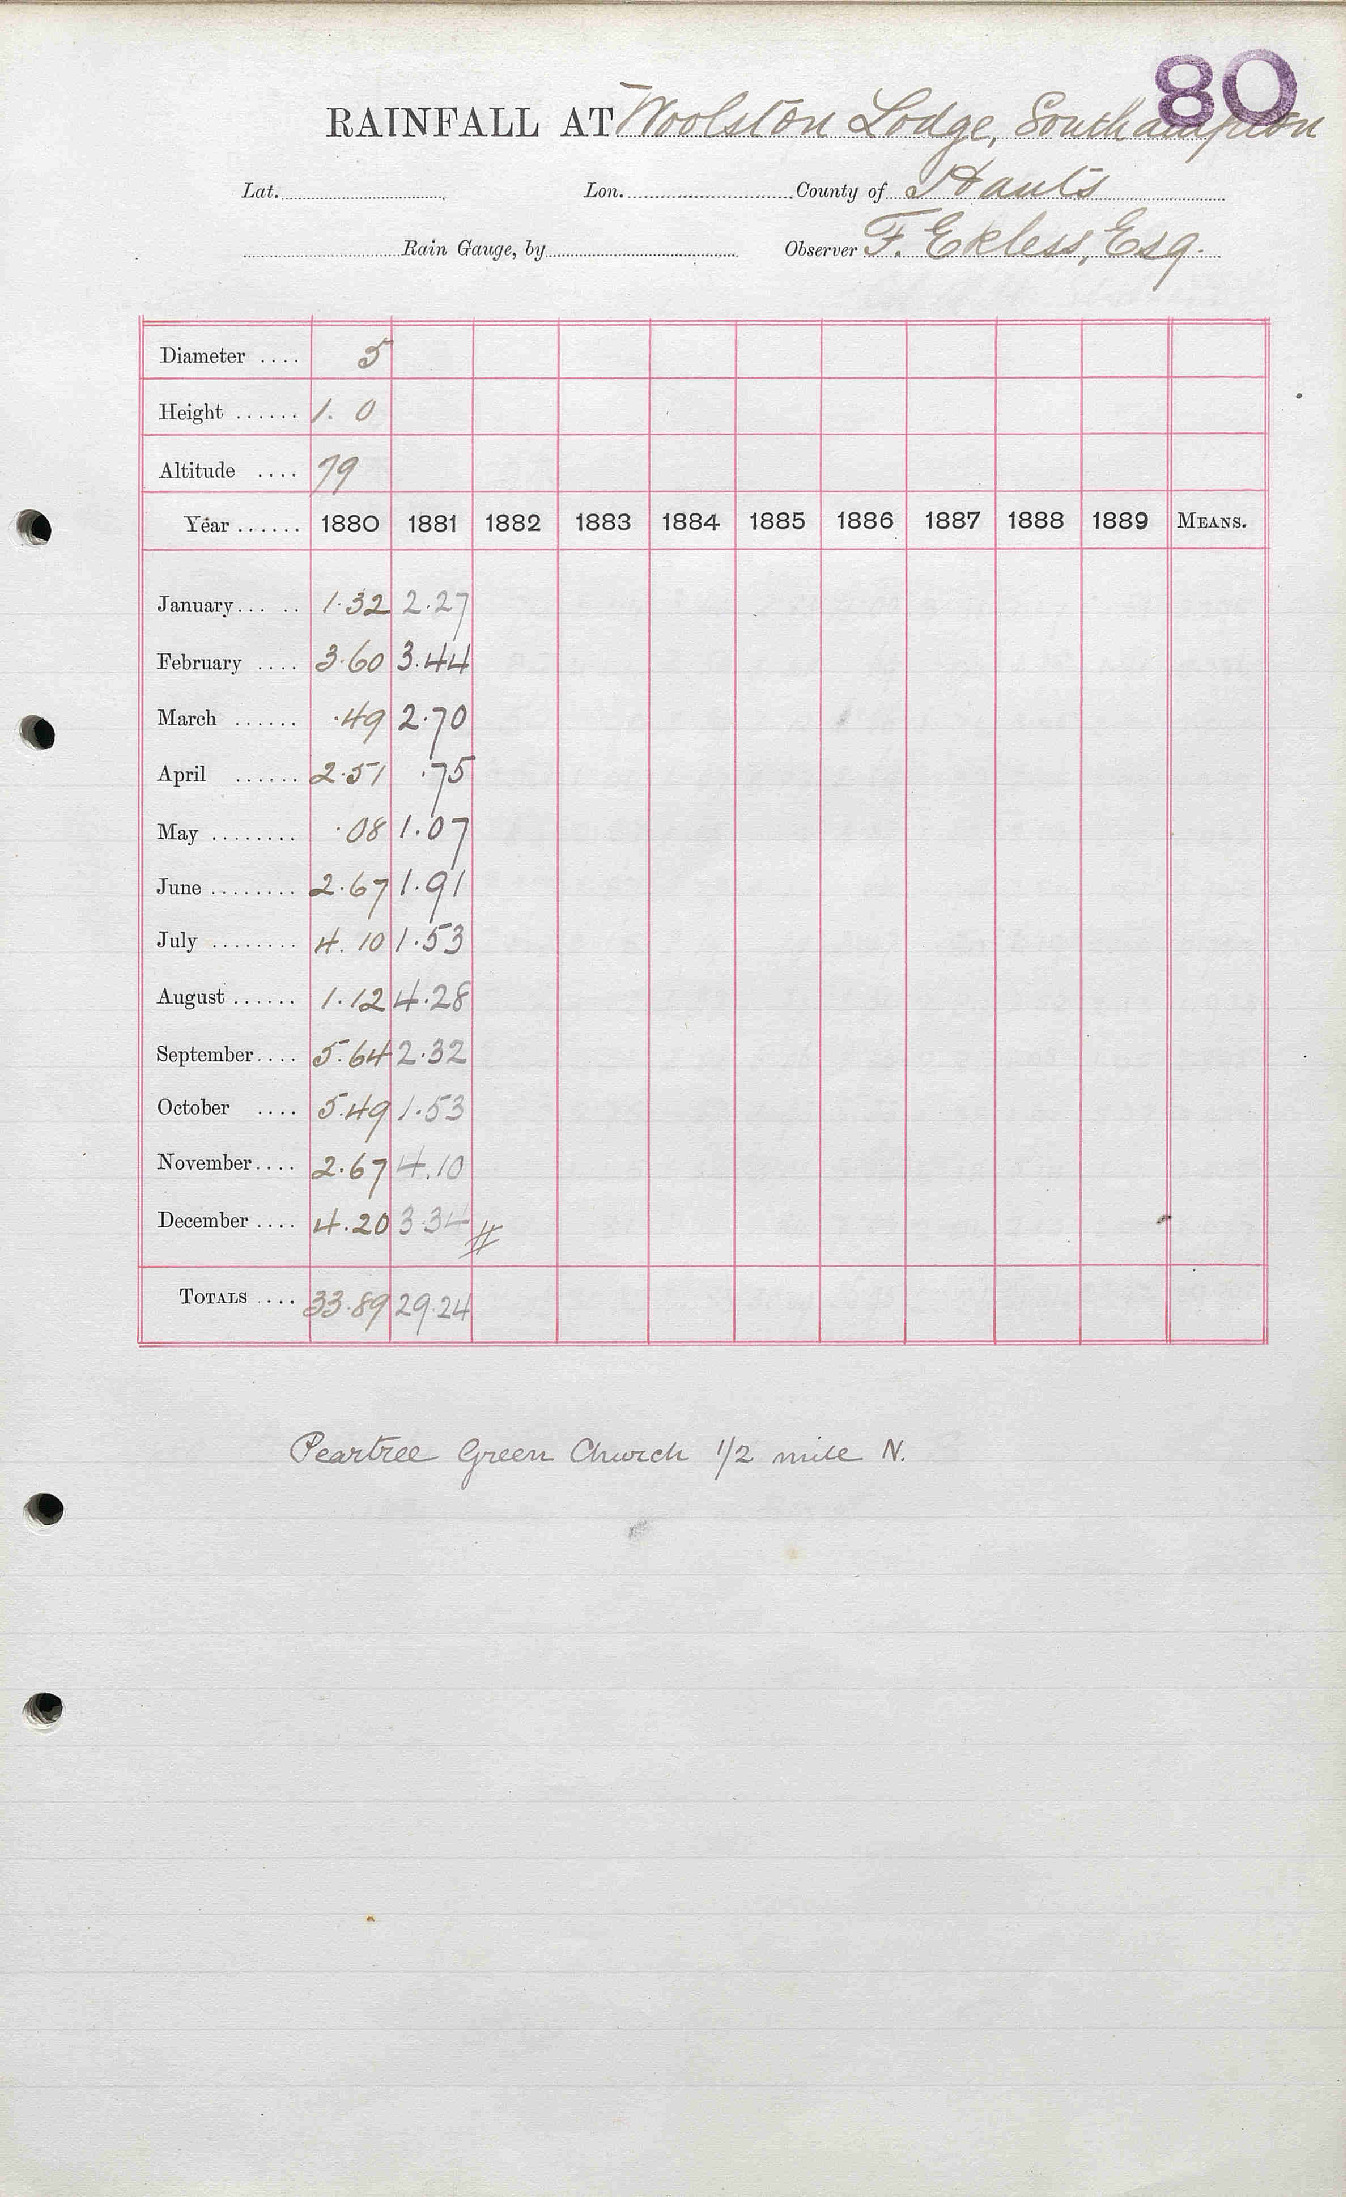 80
RAINFALL AT Woolston Lodge, Southampton
Lat. Lon. County of Hants
Rain Gauge, by Observer F. Ekless, Esq.
Diameter .... 5
Height ...... 1. 0
Altitude .... 79
Year ...... 1880 1881 1882 1883 1884 1885 1886 1887 1888 1889 MEANS.
January... .. 1.32 2.27
February .... 3.60 3.44
March ...... .49 2.70
April ...... 2.51 .75
May ........ .08 1.07
June ........ 2.67 1.91
July ........ 4.10 1.53
August ...... 1.12 4.28
September.... 5.64 2.32
October .... 5.49 1.53
November.... 2.67 4.10
December .... 4.20 3.34 #
TOTALS .... 33.89 29.24
Peartree Green Church 1/2 mile N.